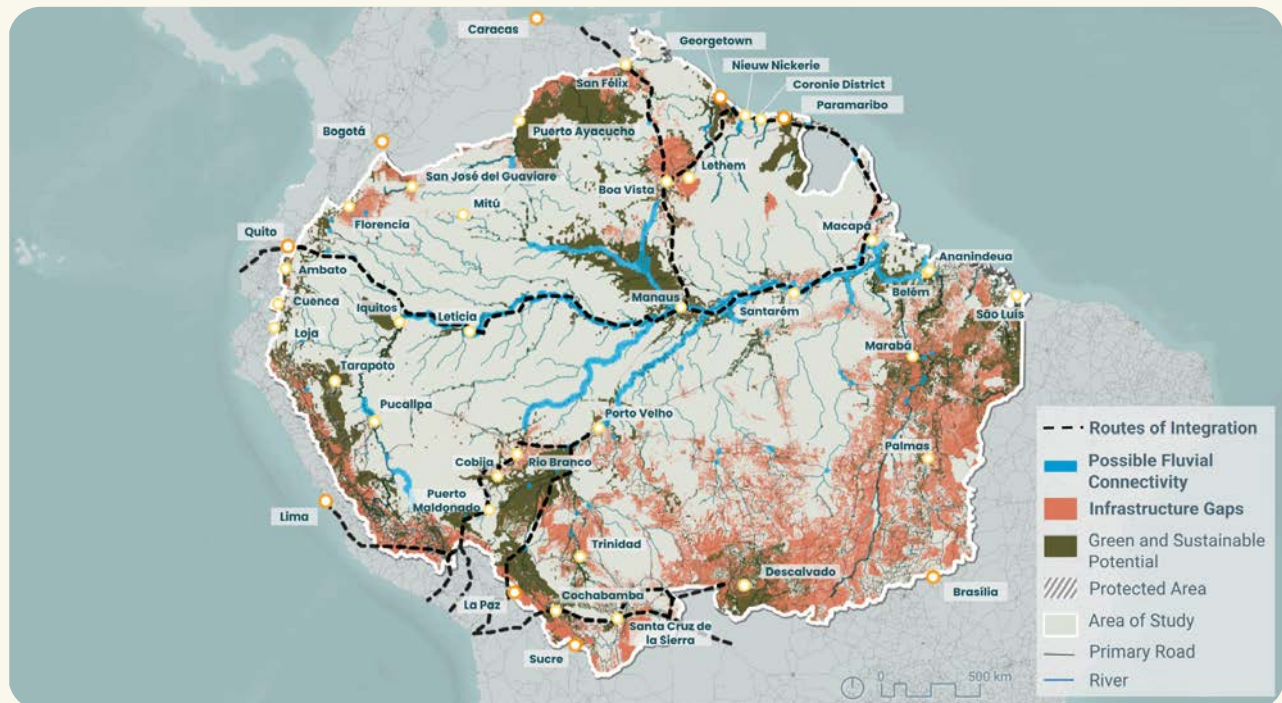 Caracas
Georgetown
Nieuw Nickerie
Coronie District
Paramaribo
San Félix
Bogotá
Puerto Ayacucho
San José del Guaviare
Lethem
Boa Vista
Mitú
Florencia
Quito
Macapá
Ananindeua
Ambato
Belém
Cuenca
Iquitos
Leticia
Manaus
Santarém
São Luís
Loja
Marabá
Tarapoto
Pucallpa
Porto Velho
Palmas
Cobija
Rio Branco
Puerto
Maldonado
Lima
Trinidad
Descalvado
Brasilia
La Paz
Cochabamba
Santa Cruz de
la Sierra
Sucre
Routes of Integration
Possible Fluvial
Connectivity
Infrastructure Gaps
Green and Sustainable
Potential
Protected Area
Area of Study
Primary Road
River
0 500 km